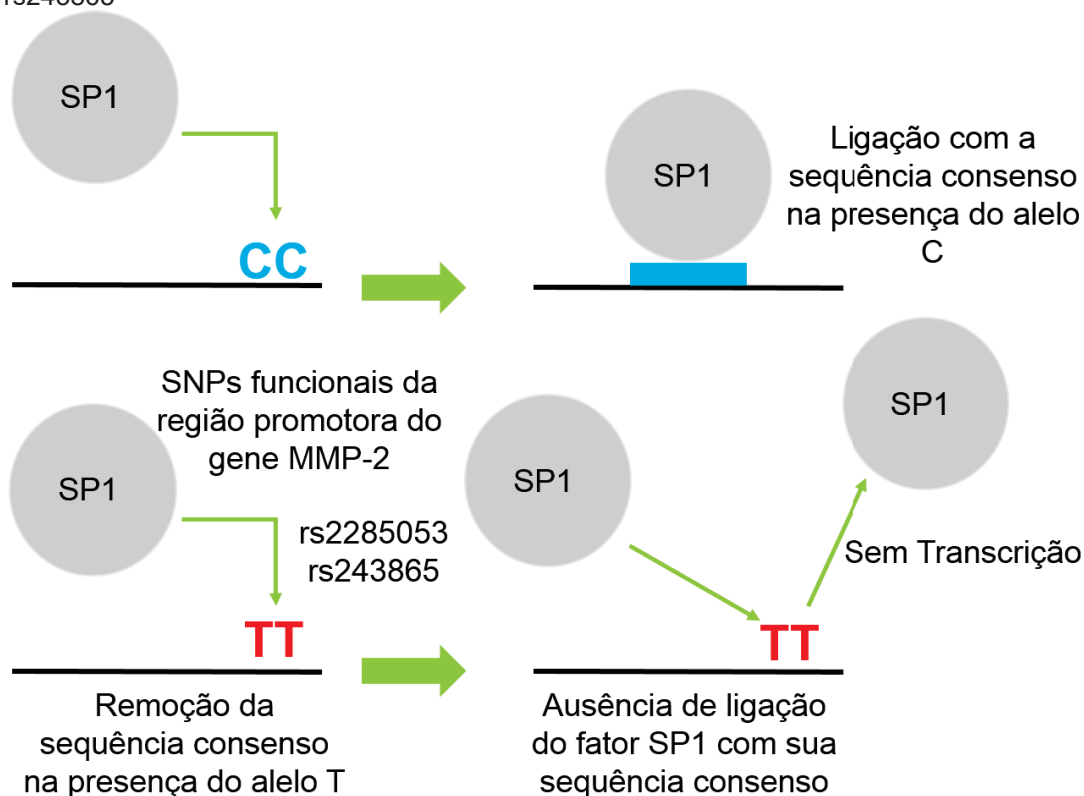 SP1
CC
SP1
Ligação com a
sequência consenso
na presença do alelo
C
SNPs funcionais da
região promotora do
gene MMP-2
SP1
rs2285053
rs243865
TT
Remoção da
sequência consenso
na presença do alelo T
SP1
SP1
Sem Transcrição
TT
Ausência de ligação
do fator SP1 com sua
sequência consenso